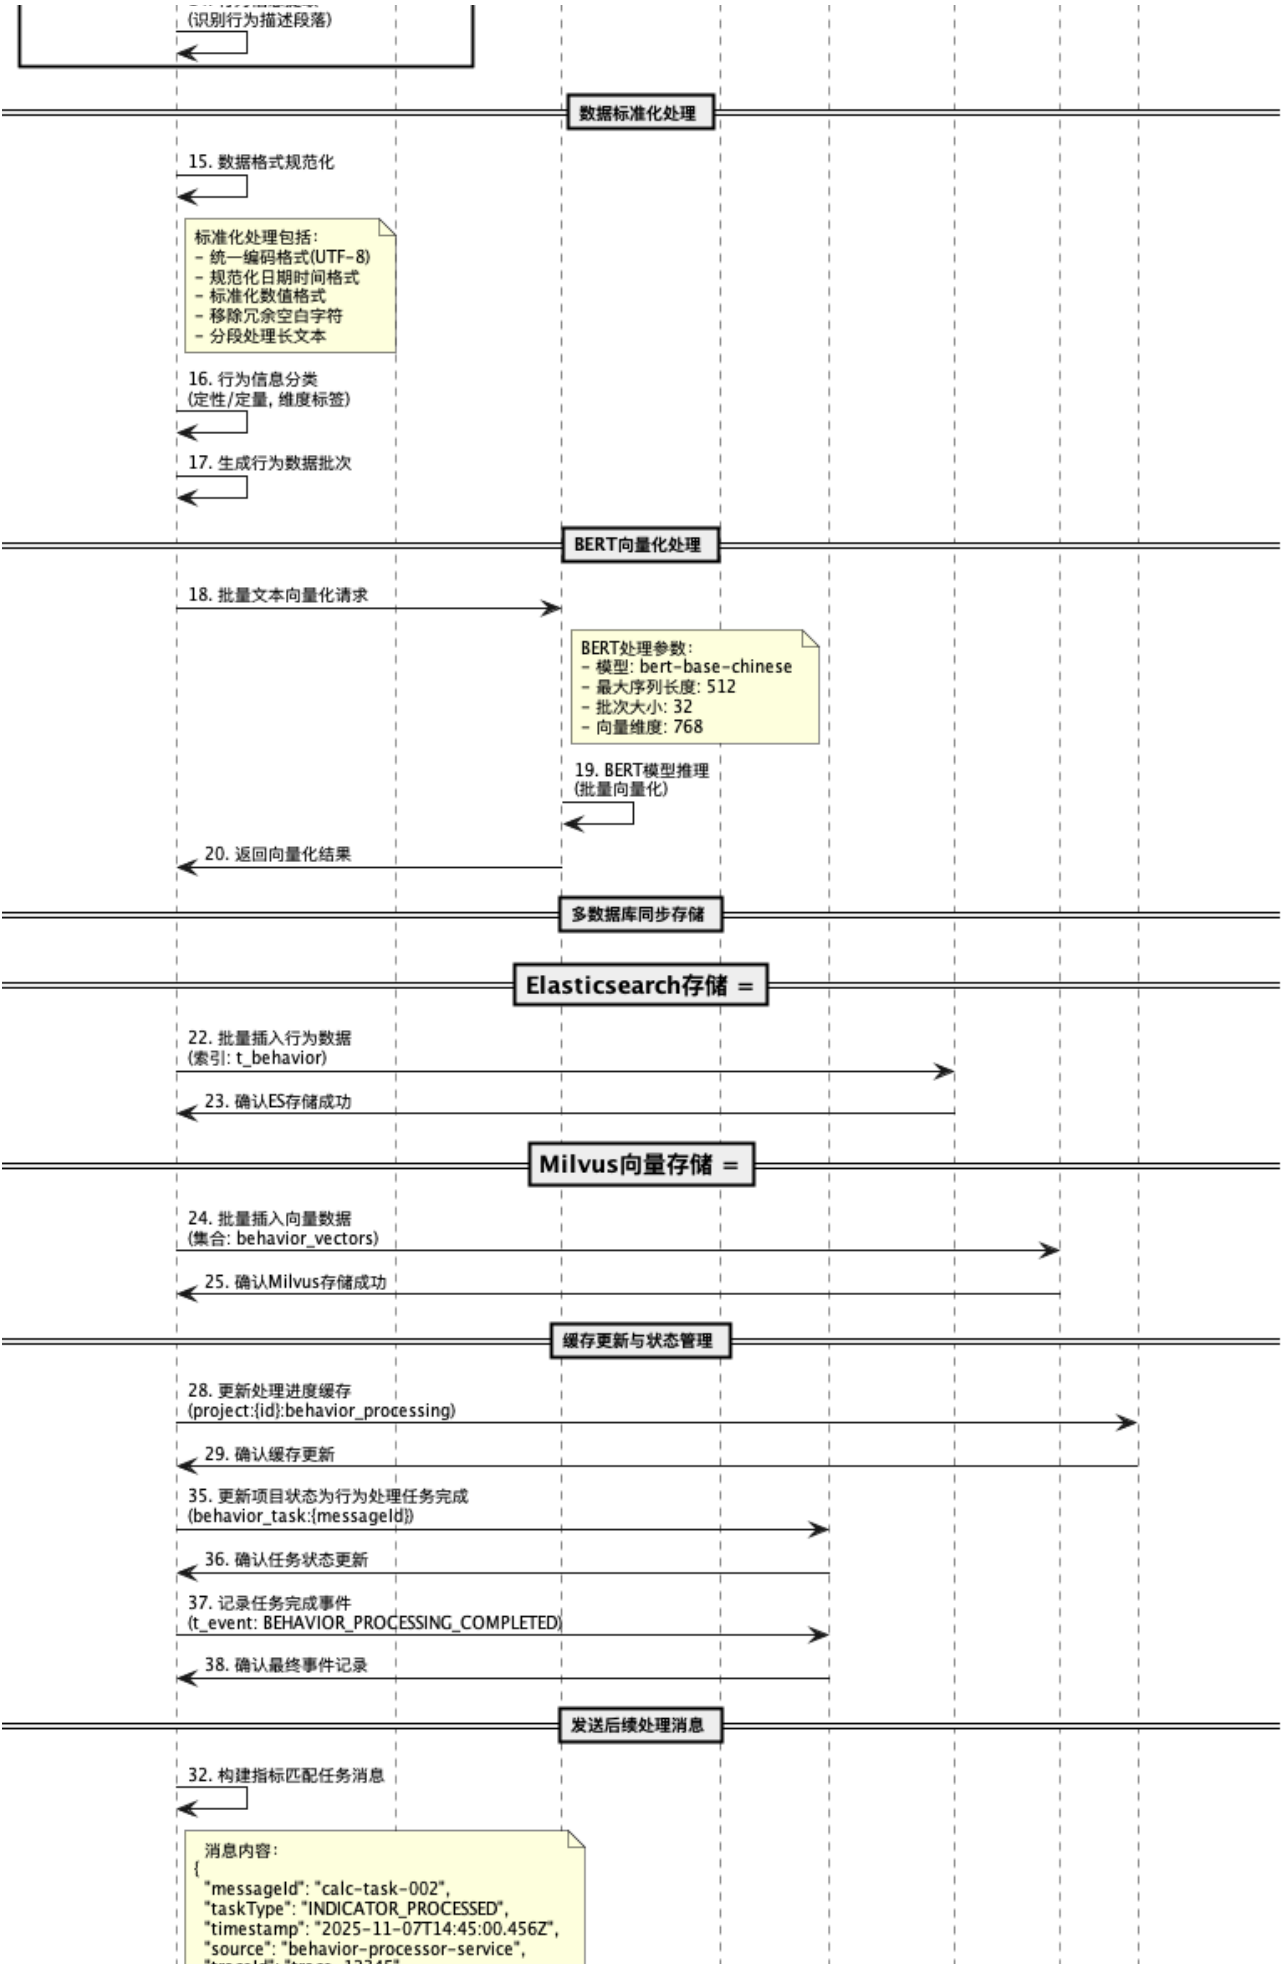 (识别行为描述段落)
数据标准化处理
15. 数据格式规范化
标准化处理包括:
- 统一编码格式(UTF-8)
- 规范化日期时间格式
- 标准化数值格式
- 移除冗余空白字符
- 分段处理长文本
16. 行为信息分类
(定性/定量, 维度标签)
17. 生成行为数据批次
BERT向量化处理
18. 批量文本向量化请求
BERT处理参数:
- 模型: bert-base-chinese
- 最大序列长度: 512
- 批次大小: 32
- 向量维度: 768
19. BERT模型推理
(批量向量化)
20. 返回向量化结果
多数据库同步存储
Elasticsearch存储 =
22. 批量插入行为数据
(索引: t_behavior)
23. 确认ES存储成功
Milvus向量存储 =
24. 批量插入向量数据
(集合: behavior_vectors)
25. 确认Milvus存储成功
缓存更新与状态管理
28. 更新处理进度缓存
(project:{id}:behavior_processing)
29. 确认缓存更新
35. 更新项目状态为行为处理任务完成
(behavior_task:{messageId})
36. 确认任务状态更新
37. 记录任务完成事件
(t_event: BEHAVIOR_PROCESSING_COMPLETED)
38. 确认最终事件记录
发送后续处理消息
32. 构建指标匹配任务消息
消息内容:
{
"messageId": "calc-task-002",
"taskType": "INDICATOR_PROCESSED",
"timestamp": "2025-11-07T14:45:00.456Z",
"source": "behavior-processor-service",